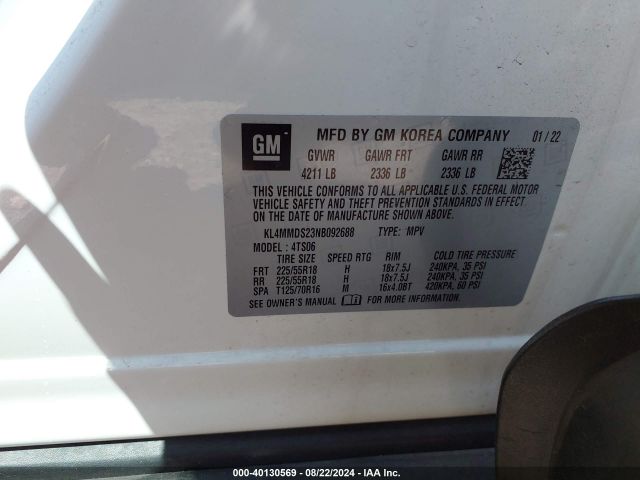 GM MFD BY GM KOREA COMPANY 01 / 22
GVWR GAWR FRT GAWR RR
4211 LB 2336 LB 2336 LB
THIS VEHICLE CONFORMS TO ALL APPLICABLE U.S. FEDERAL MOTOR
VEHICLE SAFETY AND THEFT PREVENTION STANDARDS IN EFFECT ON
THE DATE OF MANUFACTURE SHOWN ABOVE.
KL4MMDS23NB092688 TYPE: MPV
MODEL: 4TS06
TIRE SIZE SPEED RTG RIM COLD TIRE PRESSURE
FRT 225/55R18 H 18x7.5J 240KPA, 35 PSI
RR 225/55R18 H 18x7.5J 240KPA, 35 PSI
SPA T125/70R16 M 16x4.0BT 420KPA, 60 PSI
SEE OWNER'S MANUAL FOR MORE INFORMATION.
000-40130569 - 08/22/2024 - IAA Inc.